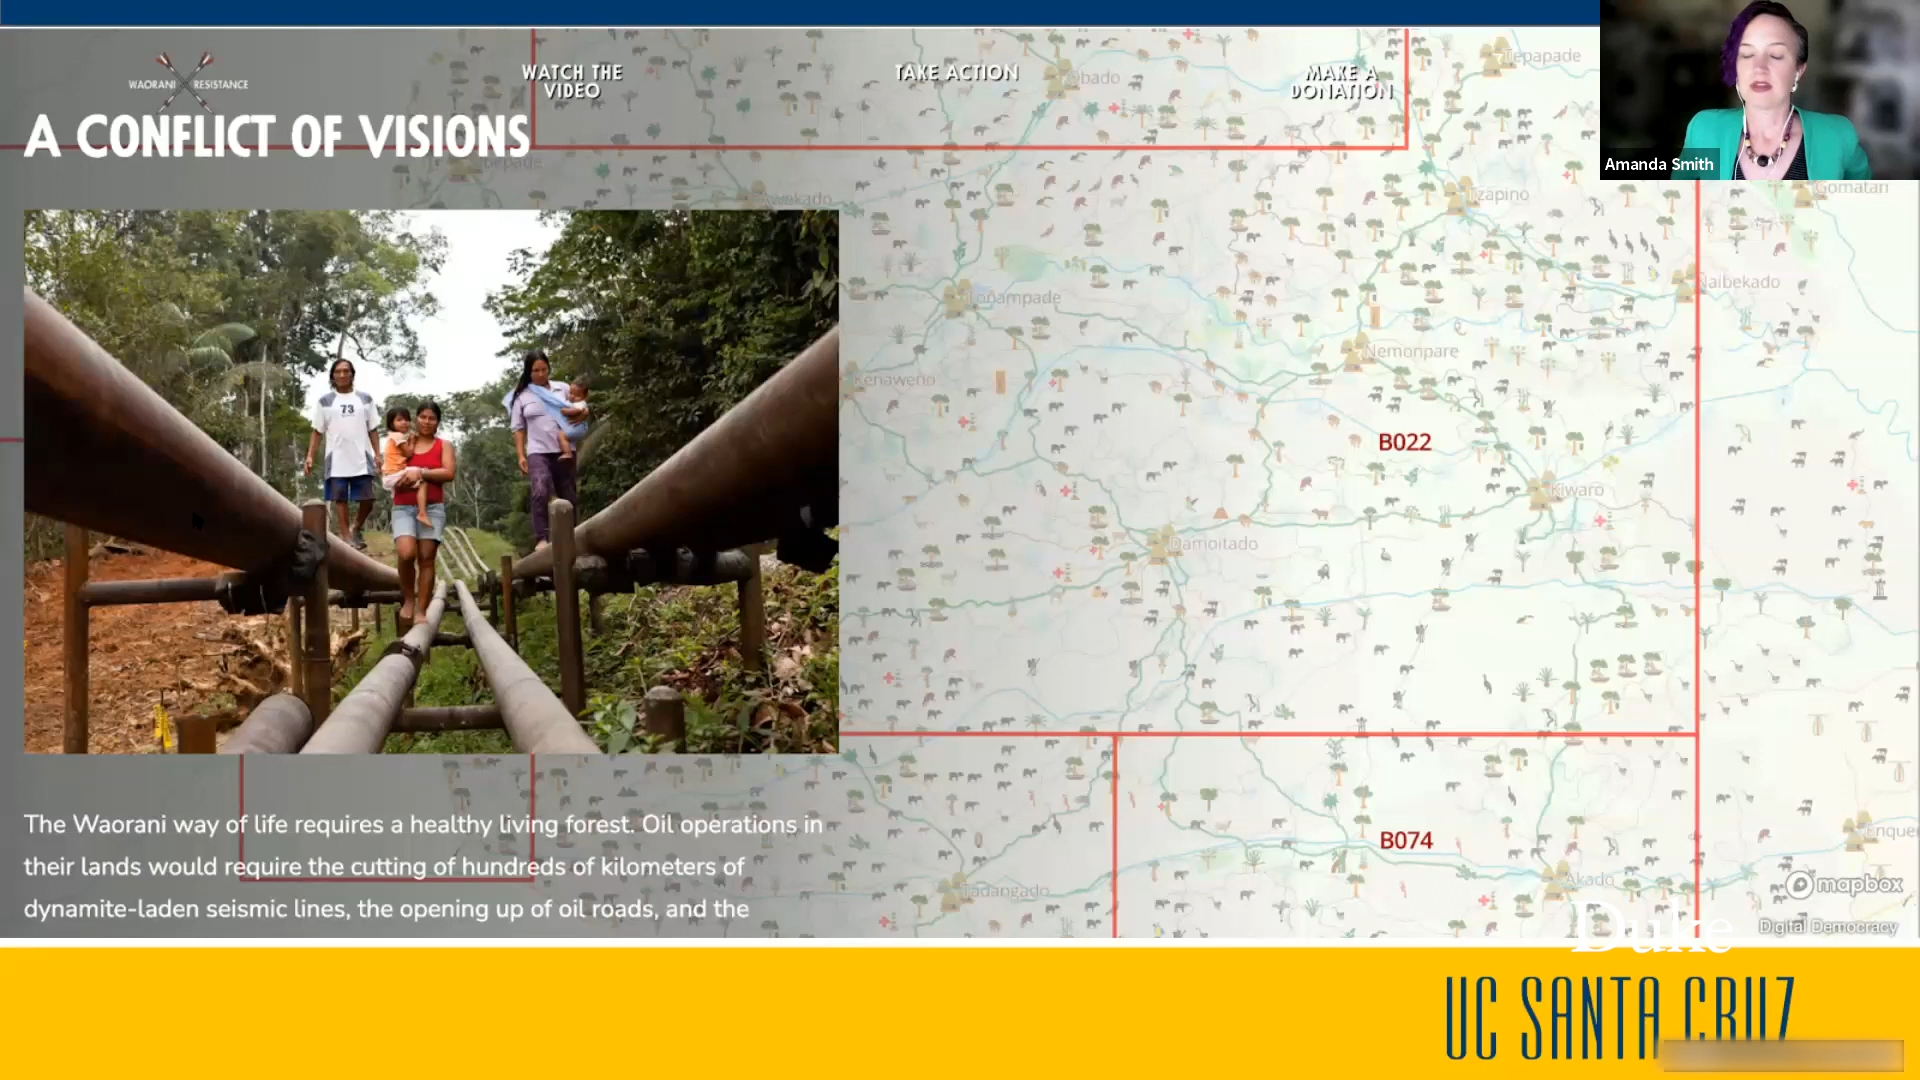 WAORANI RESISTANCE
WATCH THE
VIDEO
TAKE ACTION
MAKE A
DONATION
A CONFLICT OF VISIONS
Amanda Smith
Obado
Tepapade
Tzapino
Gomatari
Naibekado
Tonampade
Nemonpare
Kenaweno
73
B022
Kiwaro
Damoitado
The Waorani way of life requires a healthy living forest. Oil operations in
their lands would require the cutting of hundreds of kilometers of
dynamite-laden seismic lines, the opening up of oil roads, and the
B074
Akado
mapbox
Digital Democracy
Duke
UC SANTA CRUZ